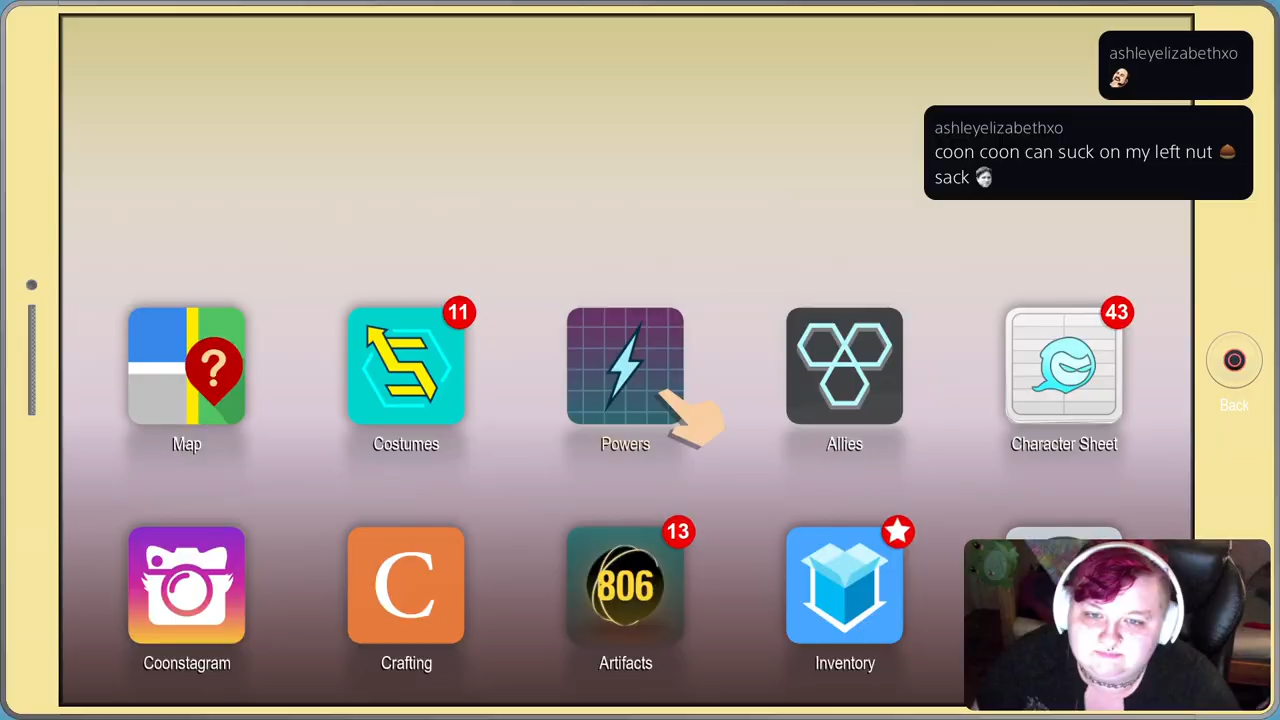 ashleyelizabethxo
ashleyelizabethxo
coon coon can suck on my left nut
sack
11
43
?
Map
Costumes
Powers
Allies
Character Sheet
Back
13
C
806
Coonstagram
Crafting
Artifacts
Inventory